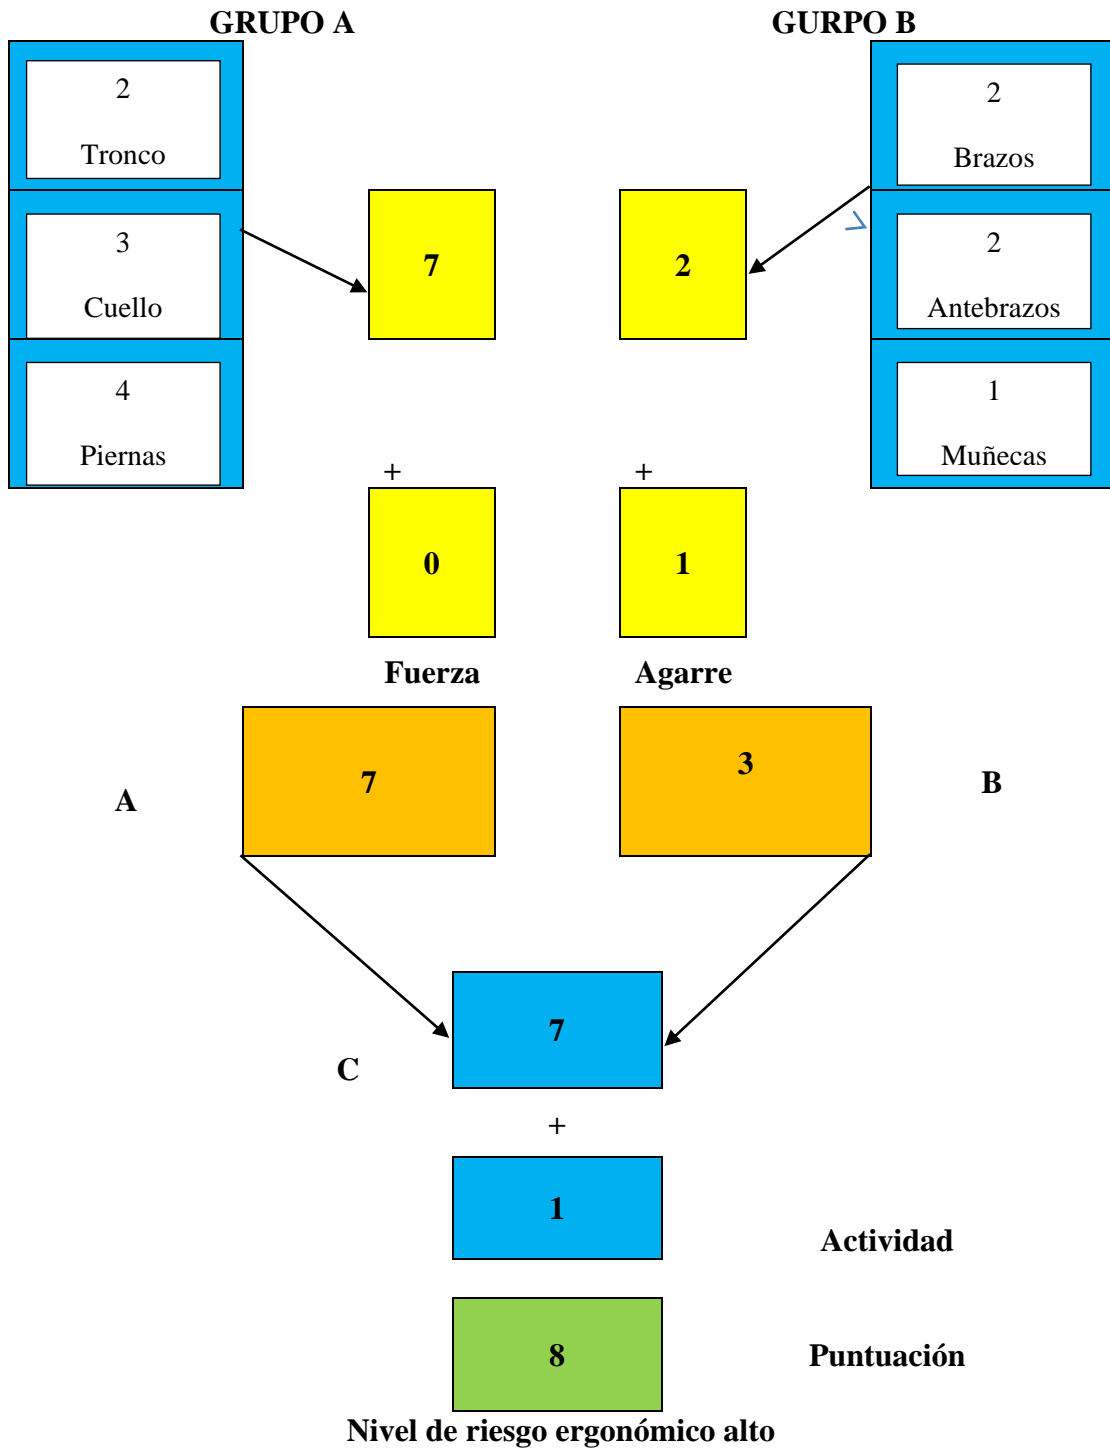 GRUPO A
GURPO B
2
Tronco
3
Cuello
4
Piernas
7
2
2
Brazos
2
Antebrazos
1
Muñecas
+
+
0
1
Fuerza
Agarre
A
7
3
B
C
7
+
1
Actividad
8
Puntuación
Nivel de riesgo ergonómico alto